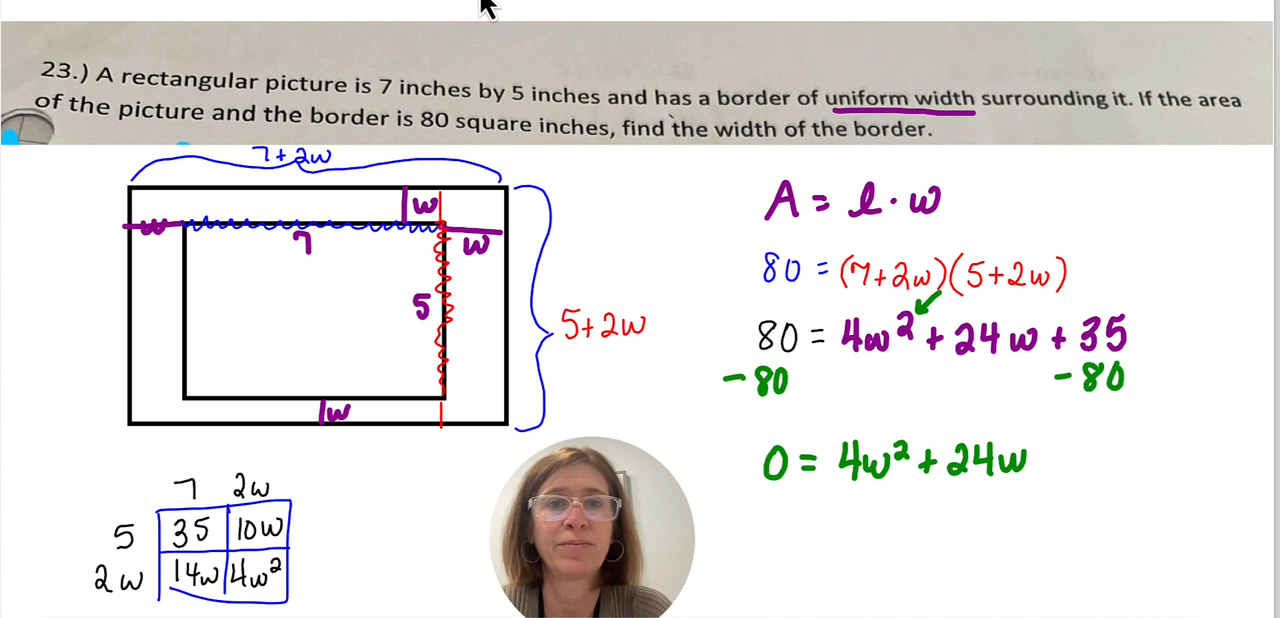 23.) A rectangular picture is 7 inches by 5 inches and has a border of uniform width surrounding it. If the area
of the picture and the border is 80 square inches, find the width of the border.
7+2w
w
w
7
w
5
5+2w
w
A = l · w
80 = (7+2w)(5+2w)
80 = 4w² + 24w + 35
-80 -80
0 = 4w² + 24w
7 2w
5 35 10w
2w 14w 4w²